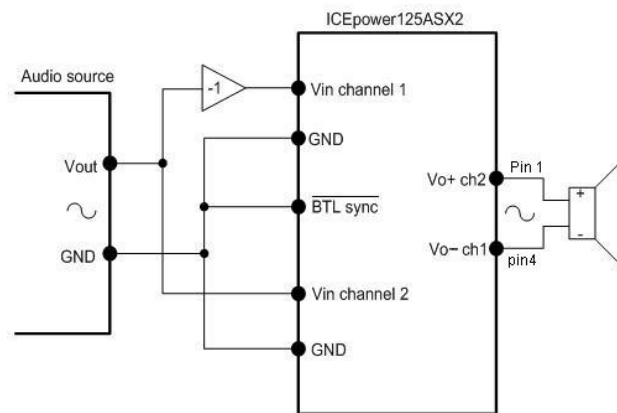 ICEpower125ASX2
Audio source
-1
Vin channel 1
GND
Vout
Pin 1
Vo+ ch2
+
BTL sync
GND
Vo− ch1
-
pin4
Vin channel 2
GND